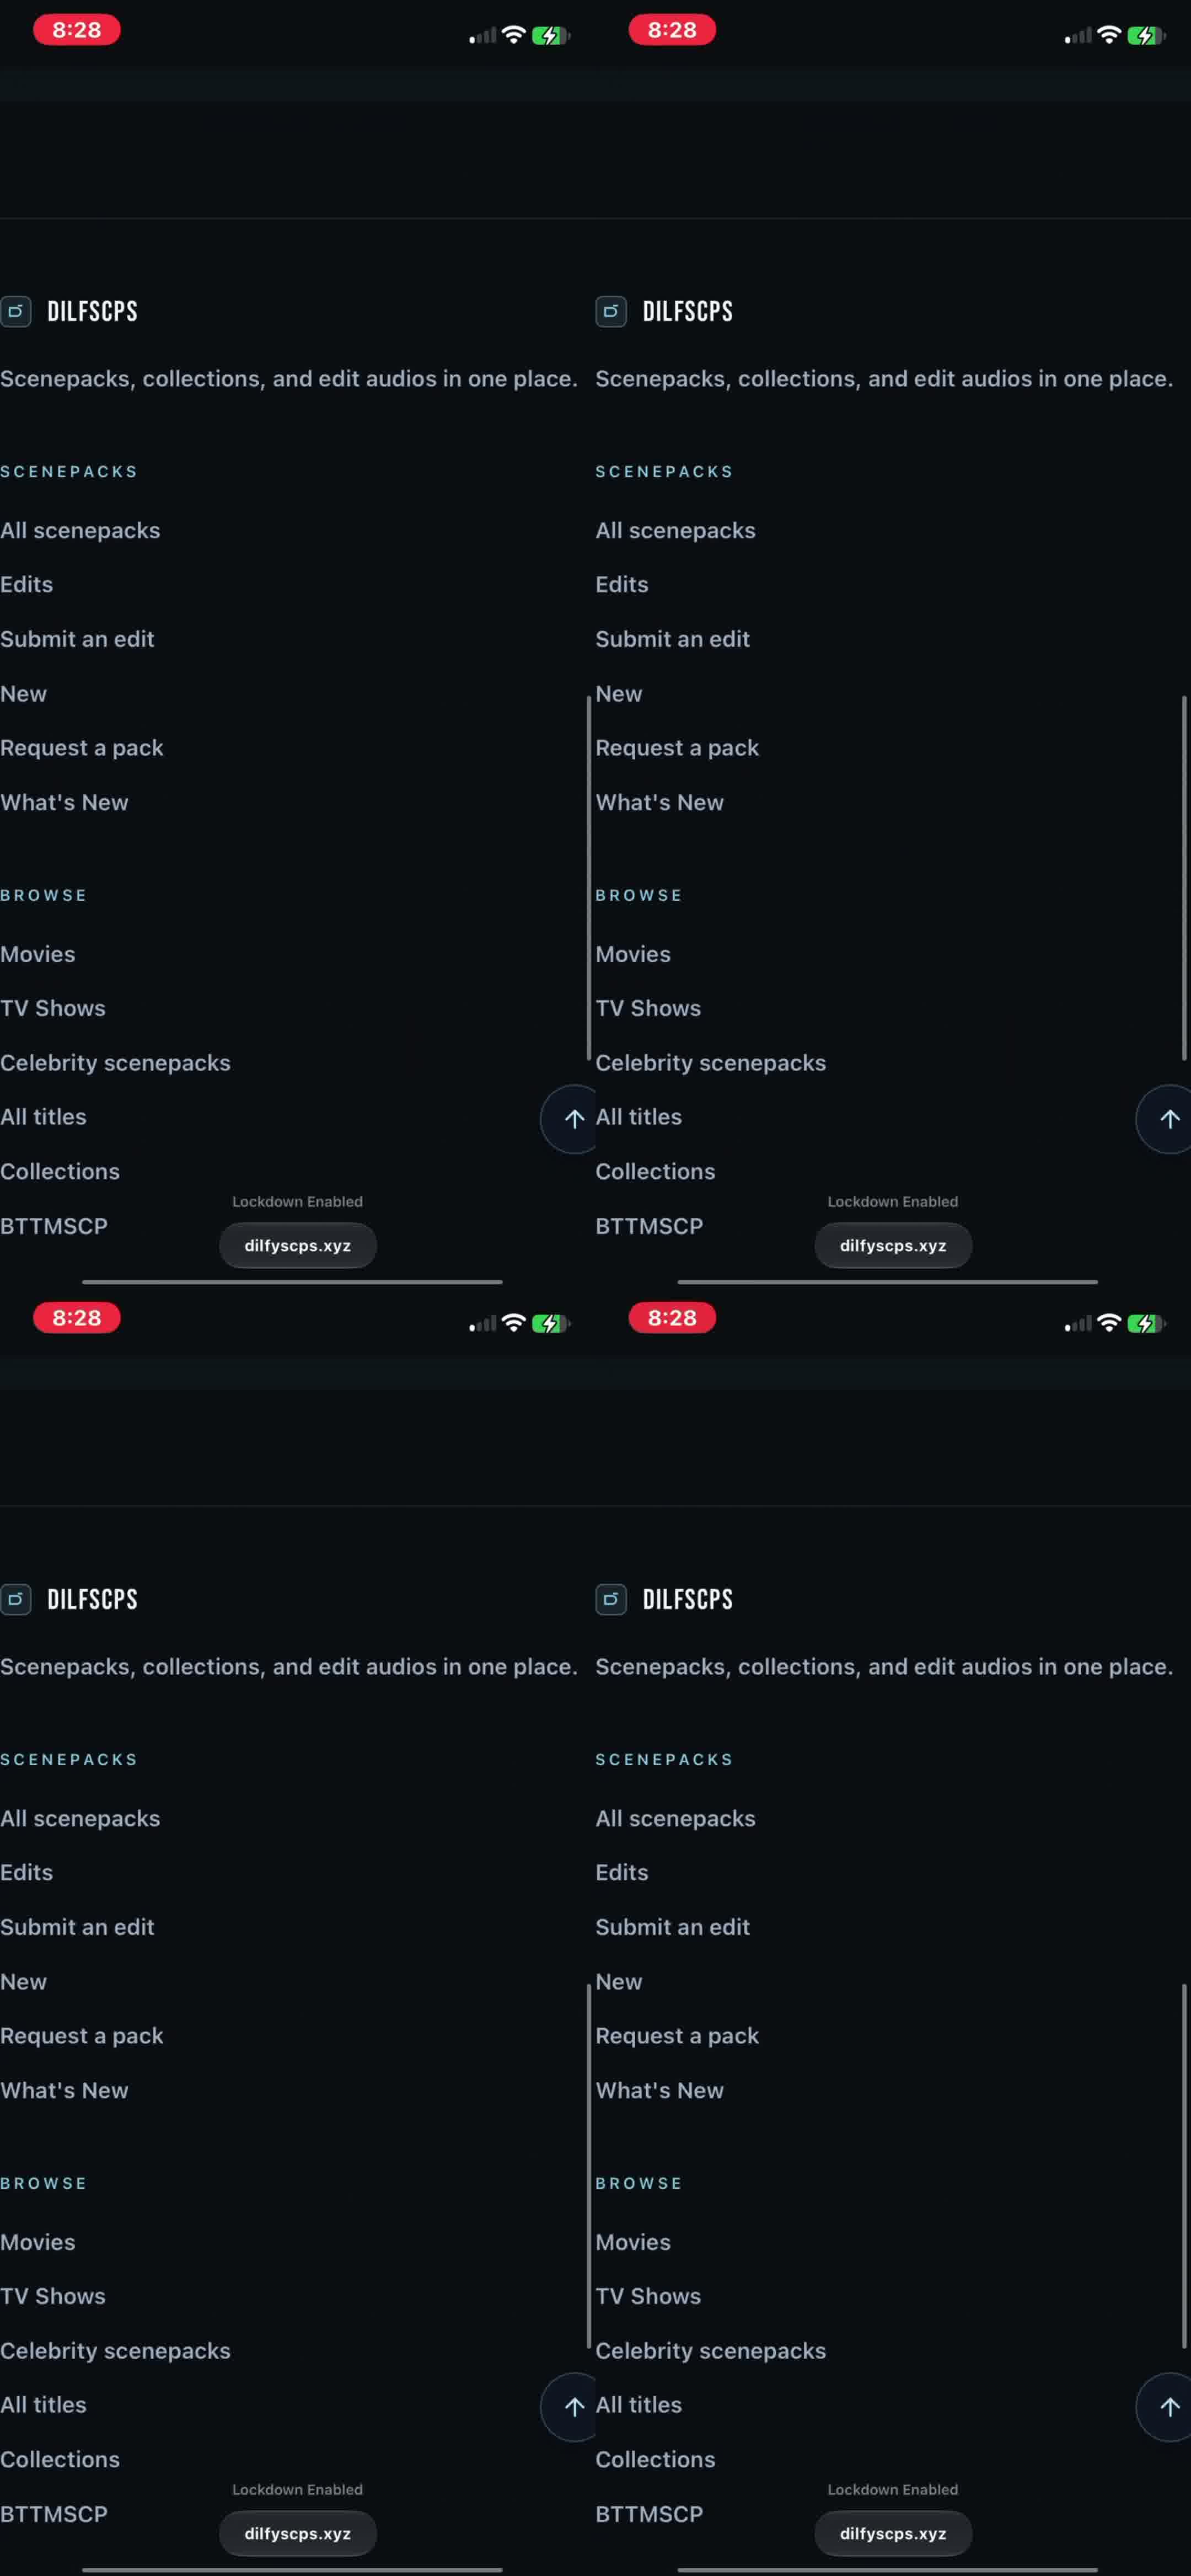 8:28
DILFSCPS
Scenepacks, collections, and edit audios in one place.
SCENEPACKS
All scenepacks
Edits
Submit an edit
New
Request a pack
What's New
BROWSE
Movies
TV Shows
Celebrity scenepacks
All titles
Collections
BTTMSCP
Lockdown Enabled
dilfyscps.xyz
8:28
DILFSCPS
Scenepacks, collections, and edit audios in one place.
SCENEPACKS
All scenepacks
Edits
Submit an edit
New
Request a pack
What's New
BROWSE
Movies
TV Shows
Celebrity scenepacks
All titles
Collections
BTTMSCP
Lockdown Enabled
dilfyscps.xyz
8:28
DILFSCPS
Scenepacks, collections, and edit audios in one place.
SCENEPACKS
All scenepacks
Edits
Submit an edit
New
Request a pack
What's New
BROWSE
Movies
TV Shows
Celebrity scenepacks
All titles
Collections
BTTMSCP
Lockdown Enabled
dilfyscps.xyz
8:28
DILFSCPS
Scenepacks, collections, and edit audios in one place.
SCENEPACKS
All scenepacks
Edits
Submit an edit
New
Request a pack
What's New
BROWSE
Movies
TV Shows
Celebrity scenepacks
All titles
Collections
BTTMSCP
Lockdown Enabled
dilfyscps.xyz